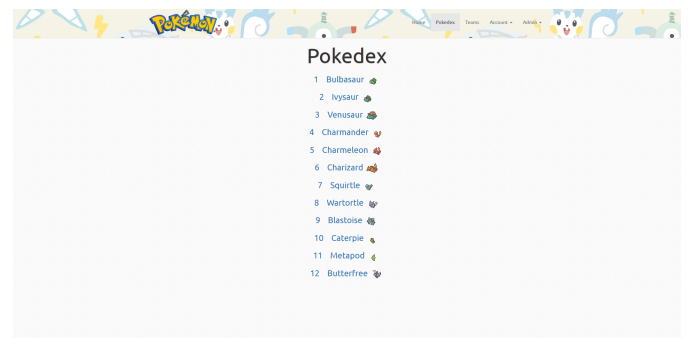 Pokémon
Home Pokedex Teams Account Admin
Pokedex
1 Bulbasaur
2 Ivysaur
3 Venusaur
4 Charmander
5 Charmeleon
6 Charizard
7 Squirtle
8 Wartortle
9 Blastoise
10 Caterpie
11 Metapod
12 Butterfree